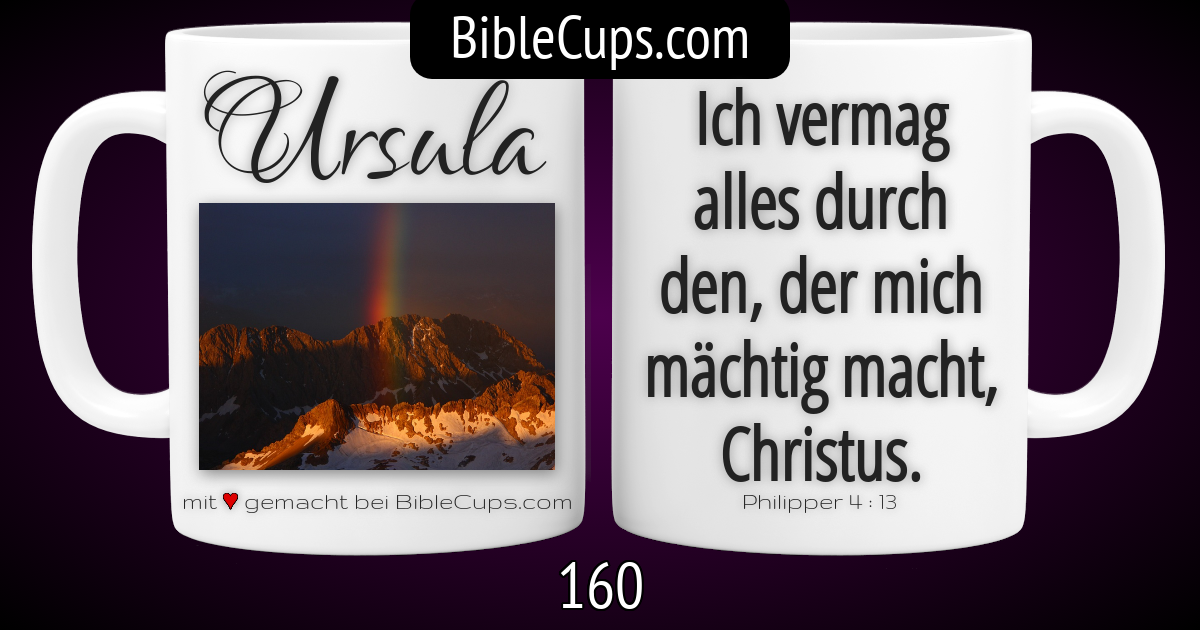 BibleCups.com
Ursula
mit ♥ gemacht bei BibleCups.com
Ich vermag
alles durch
den, der mich
mächtig macht,
Christus.
Philipper 4 : 13
160